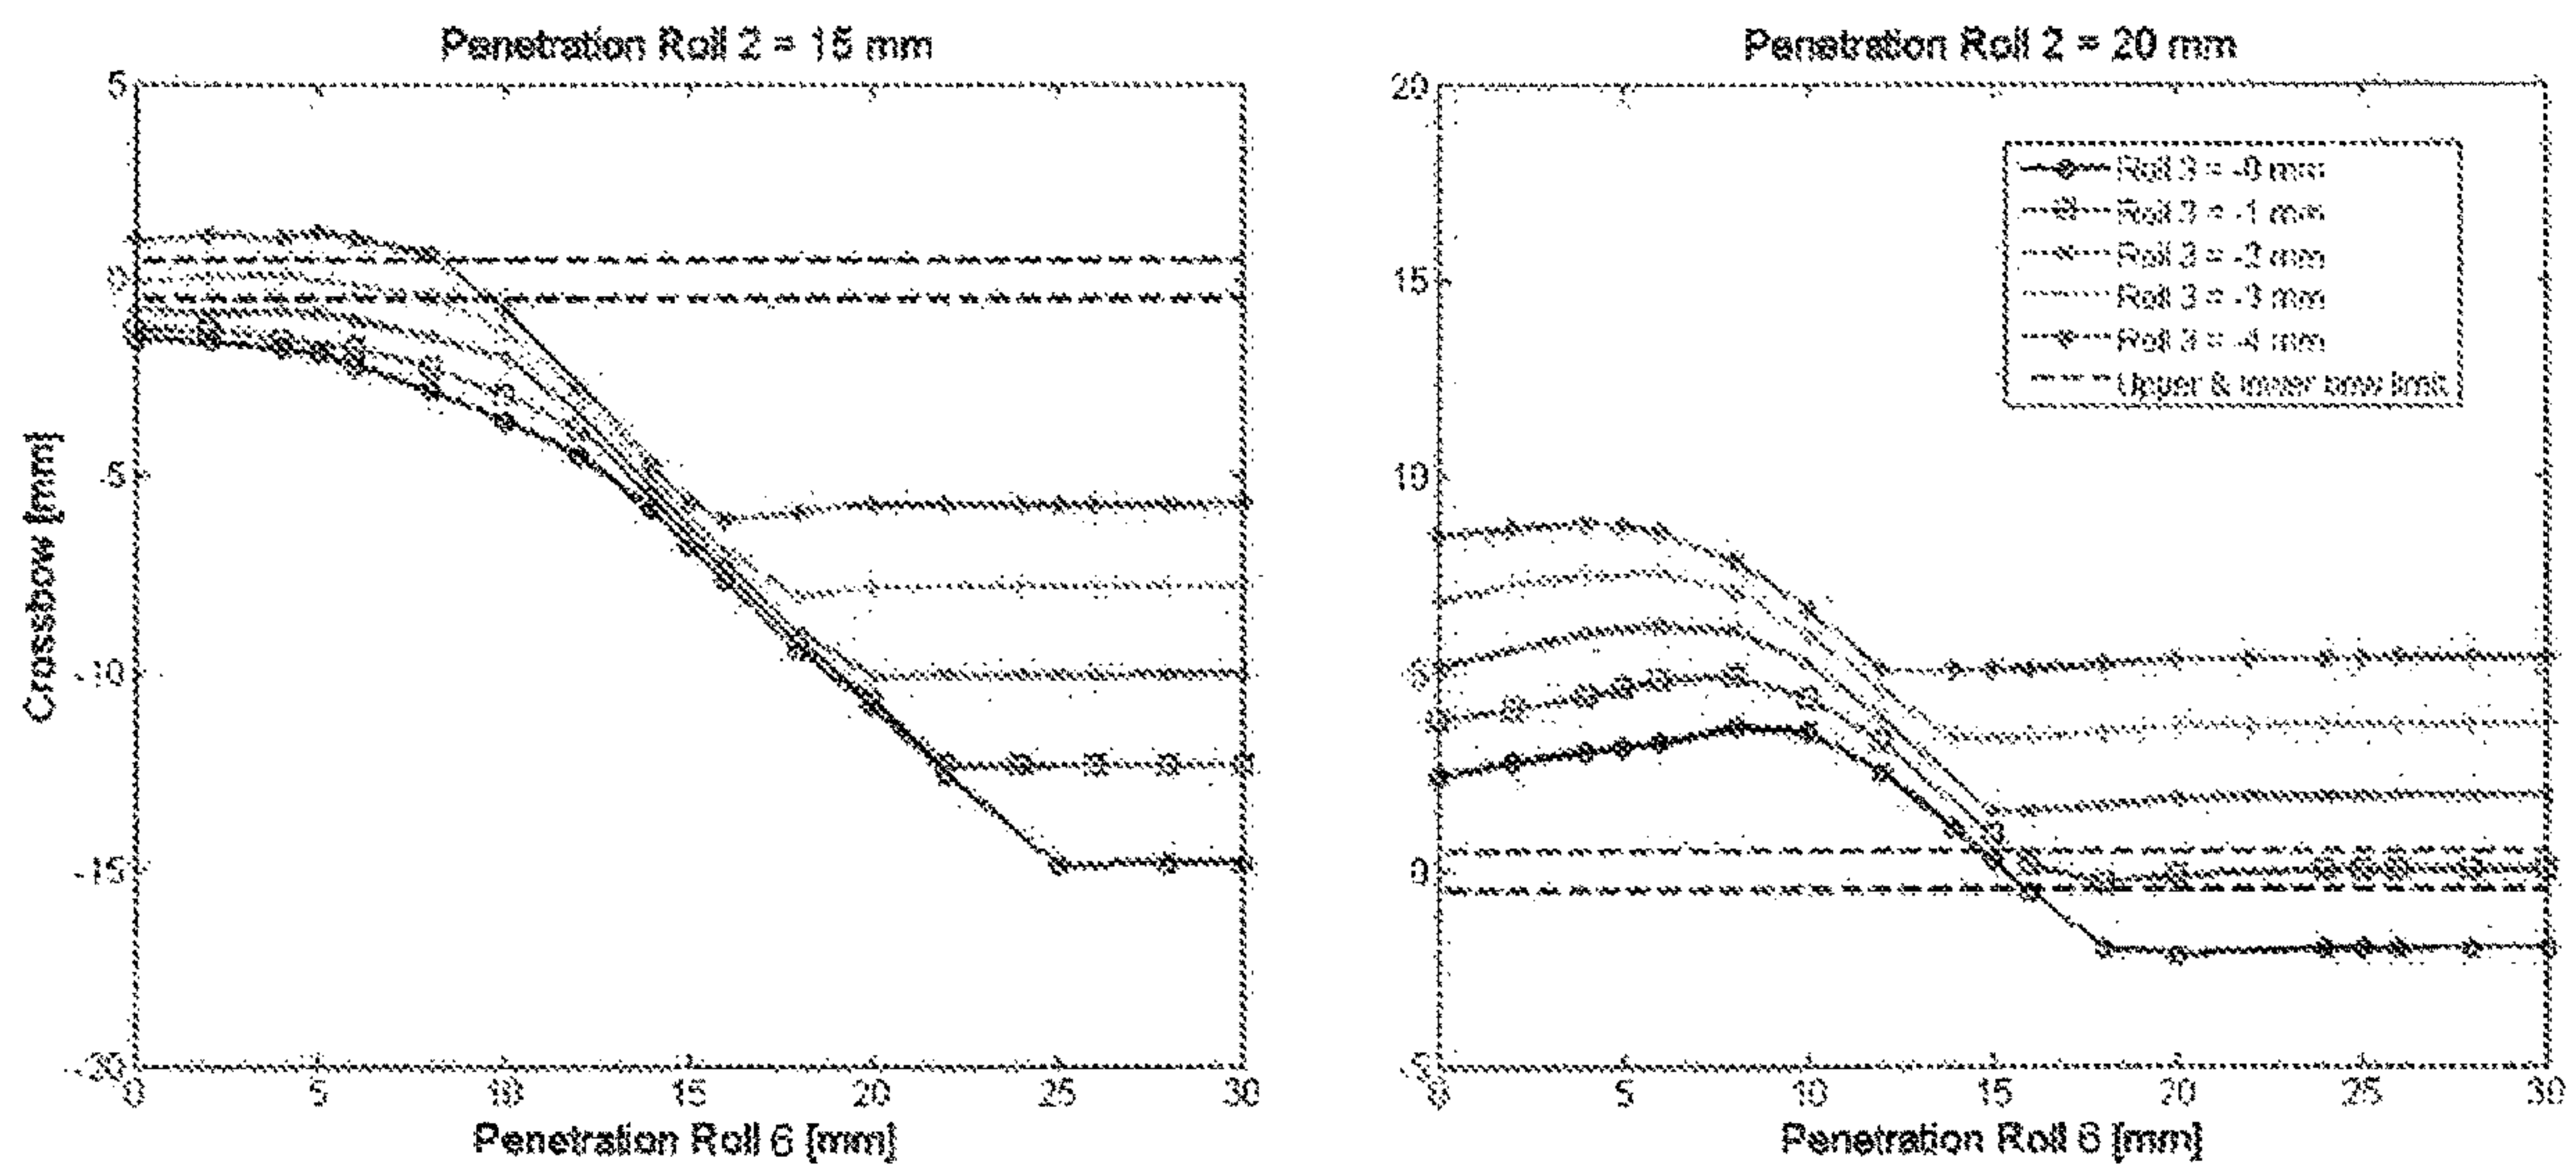 Penetration Roll 2 = 15 mm
5
0
-5
-10
-15
-20
Crossbow [mm]
0 5 10 15 20 25 30
Penetration Roll 6 [mm]
Penetration Roll 2 = 20 mm
20
15
10
5
0
-5
Roll 3 = -0 mm
Roll 3 = -1 mm
Roll 3 = -2 mm
Roll 3 = -3 mm
Roll 3 = -4 mm
Upper & lower bow limit
0 5 10 15 20 25 30
Penetration Roll 6 [mm]